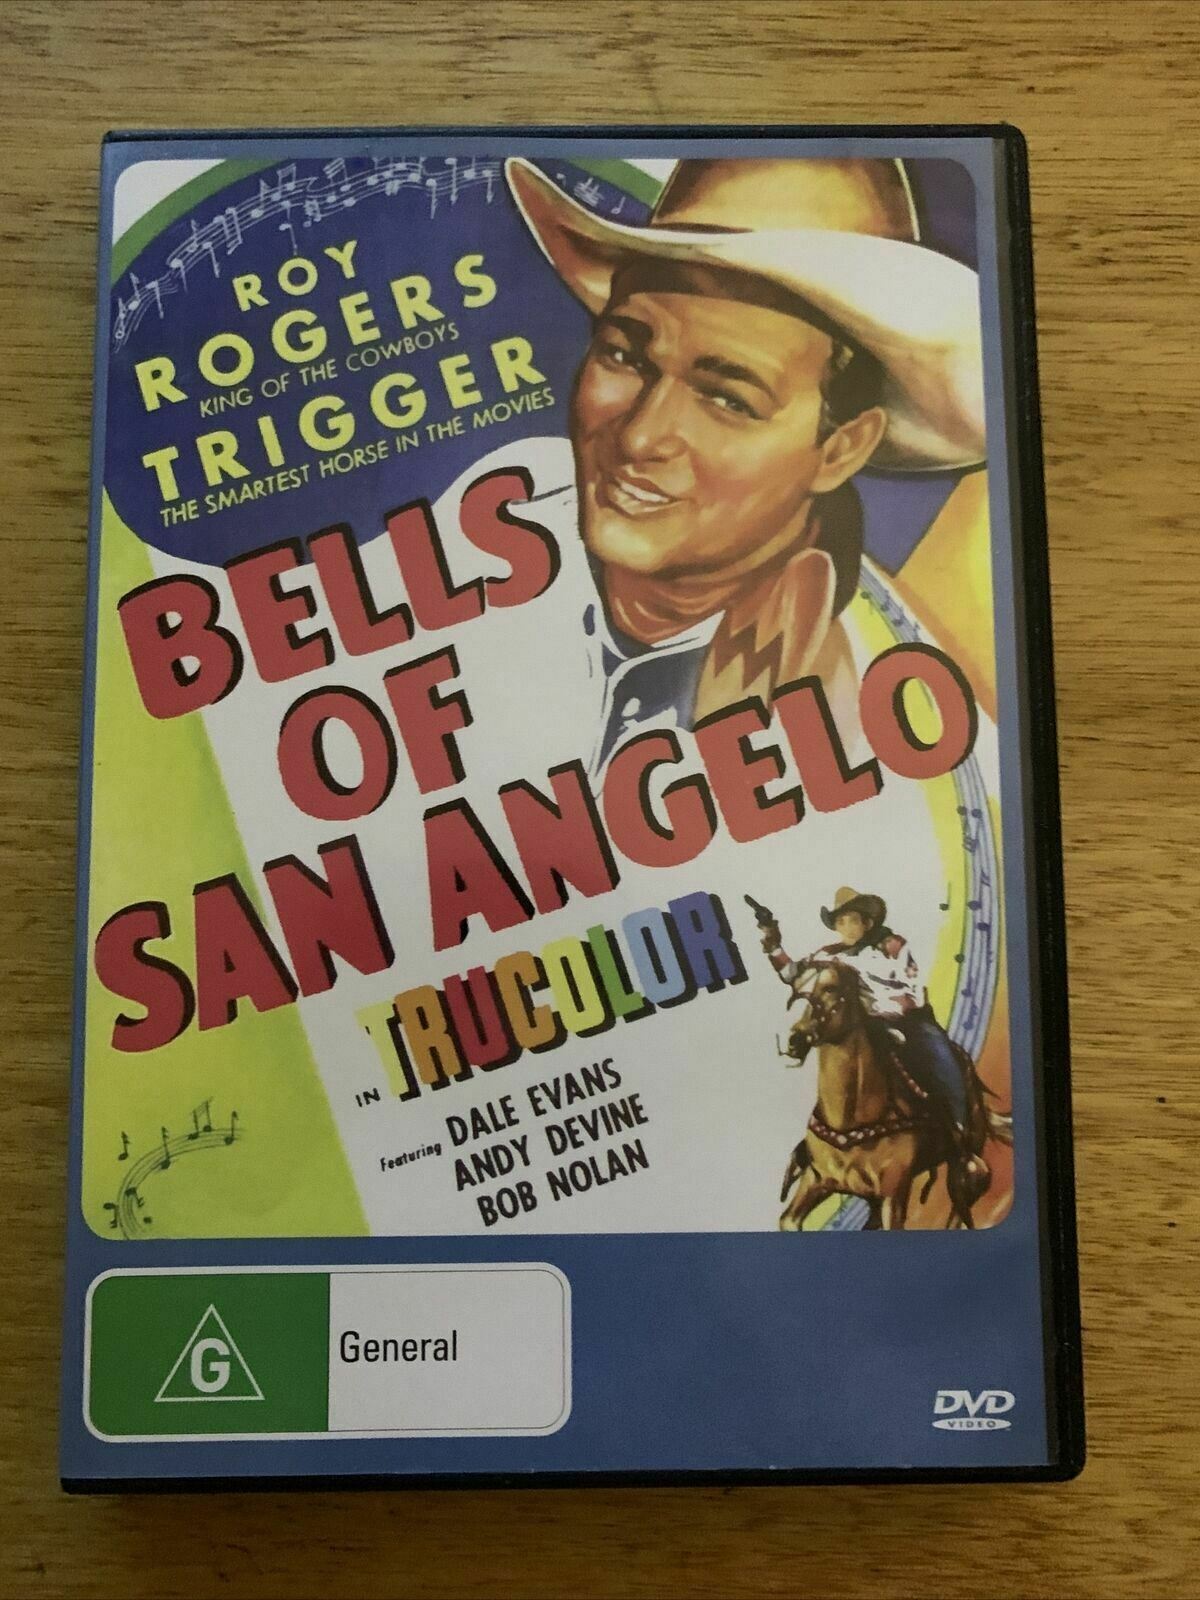 ROY
ROGERS
KING OF THE COWBOYS
TRIGGER
THE SMARTEST HORSE IN THE MOVIES
BELLS
OF
SAN ANGELO
IN TRUCOLOR
Featuring DALE EVANS
ANDY DEVINE
BOB NOLAN
G General
DVD
VIDEO